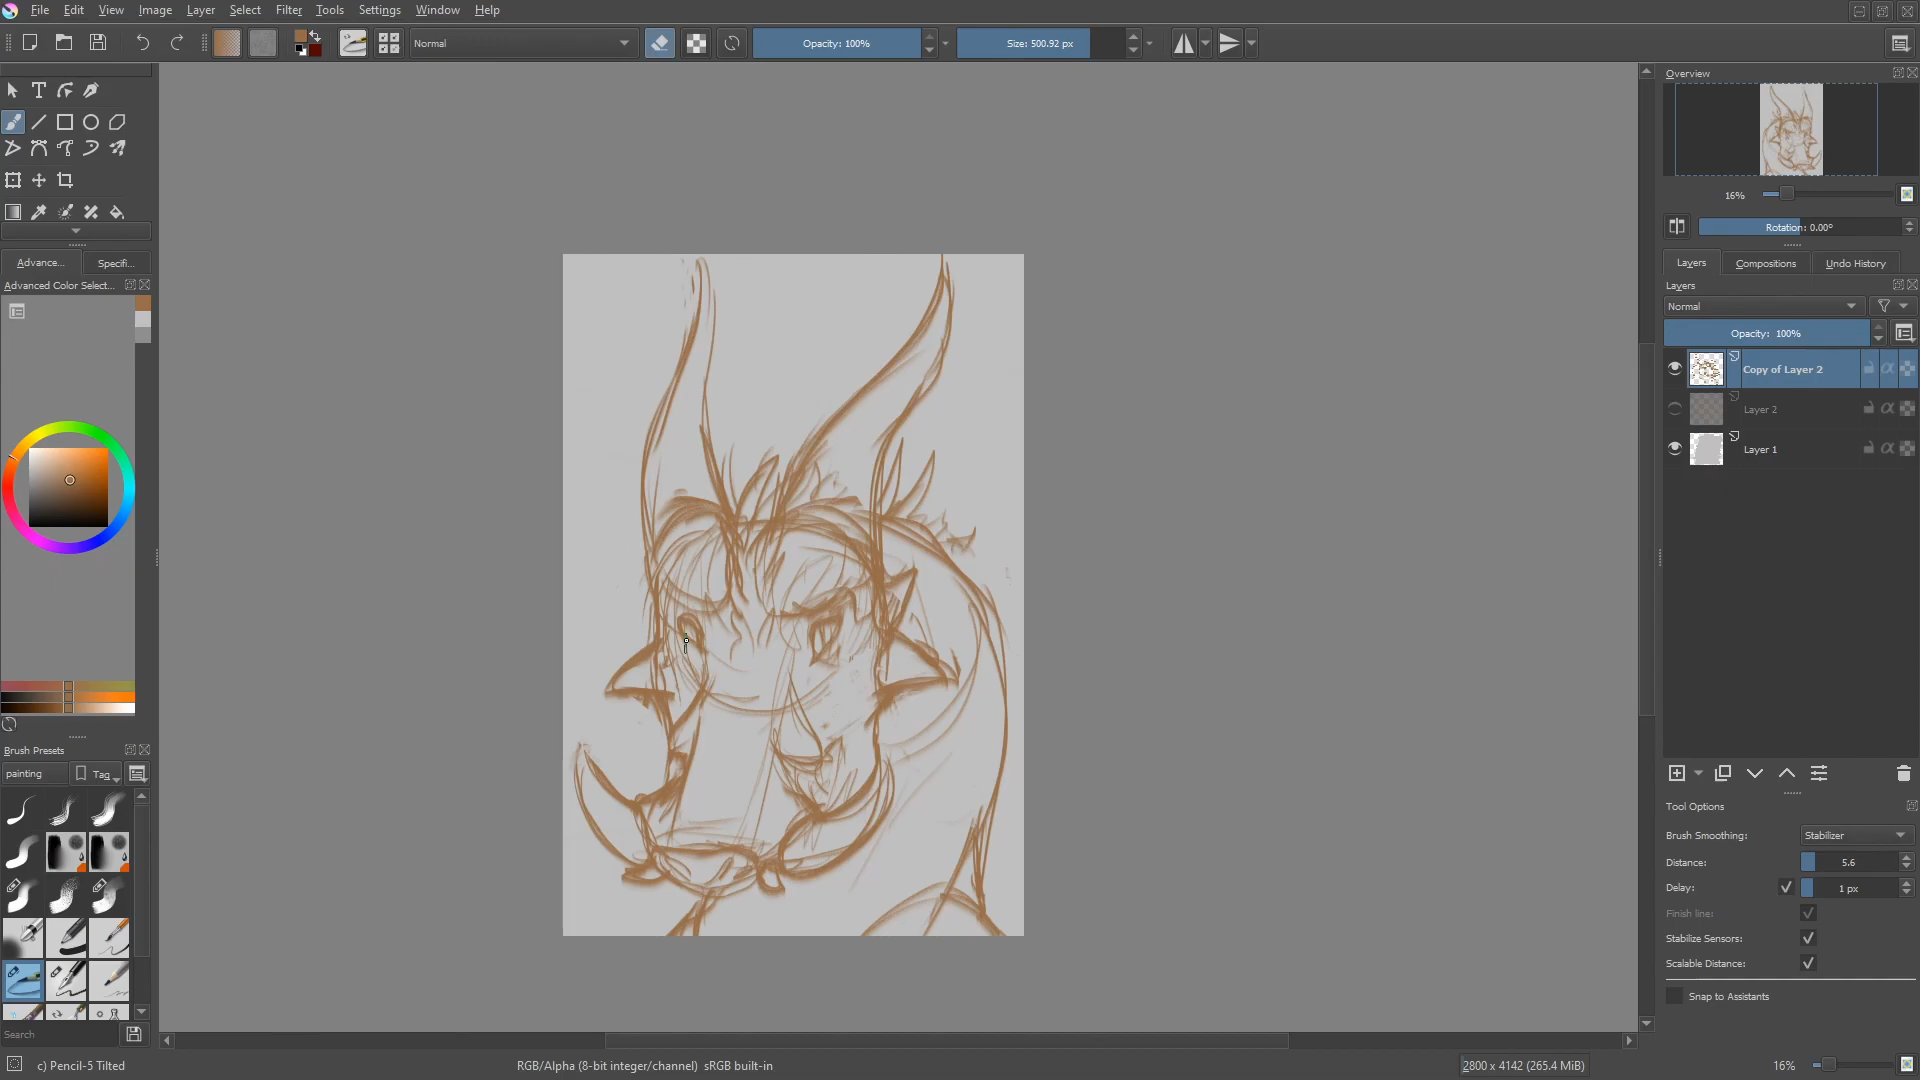 File Edit View Image Layer Select Filter Tools Settings Window Help
Normal
Opacity: 100%
Size: 500.92 px
Overview
16%
Rotation: 0.00°
Advance...
Specifi...
Advanced Color Select...
Layers
Compositions
Undo History
Layers
Normal
Opacity: 100%
Copy of Layer 2
Layer 2
Layer 1
Brush Presets
painting
Tag
Search
Tool Options
Brush Smoothing:
Stabilizer
Distance:
5.6
Delay:
1 px
Finish line:
Stabilize Sensors:
Scalable Distance:
Snap to Assistants
c) Pencil-5 Tilted
RGB/Alpha (8-bit integer/channel) sRGB built-in
2800 x 4142 (265.4 MiB)
16%